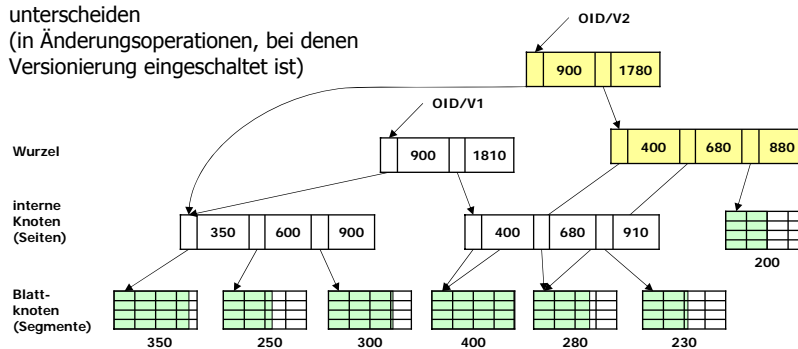 unterscheiden
(in Änderungsoperationen, bei denen
Versionierung eingeschaltet ist)
OID/V2
900 1780
OID/V1
Wurzel
900 1810
400 680 880
interne
Knoten
(Seiten)
350 600 900
400 680 910
200
Blatt-
knoten
(Segmente)
350 250 300 400 280 230